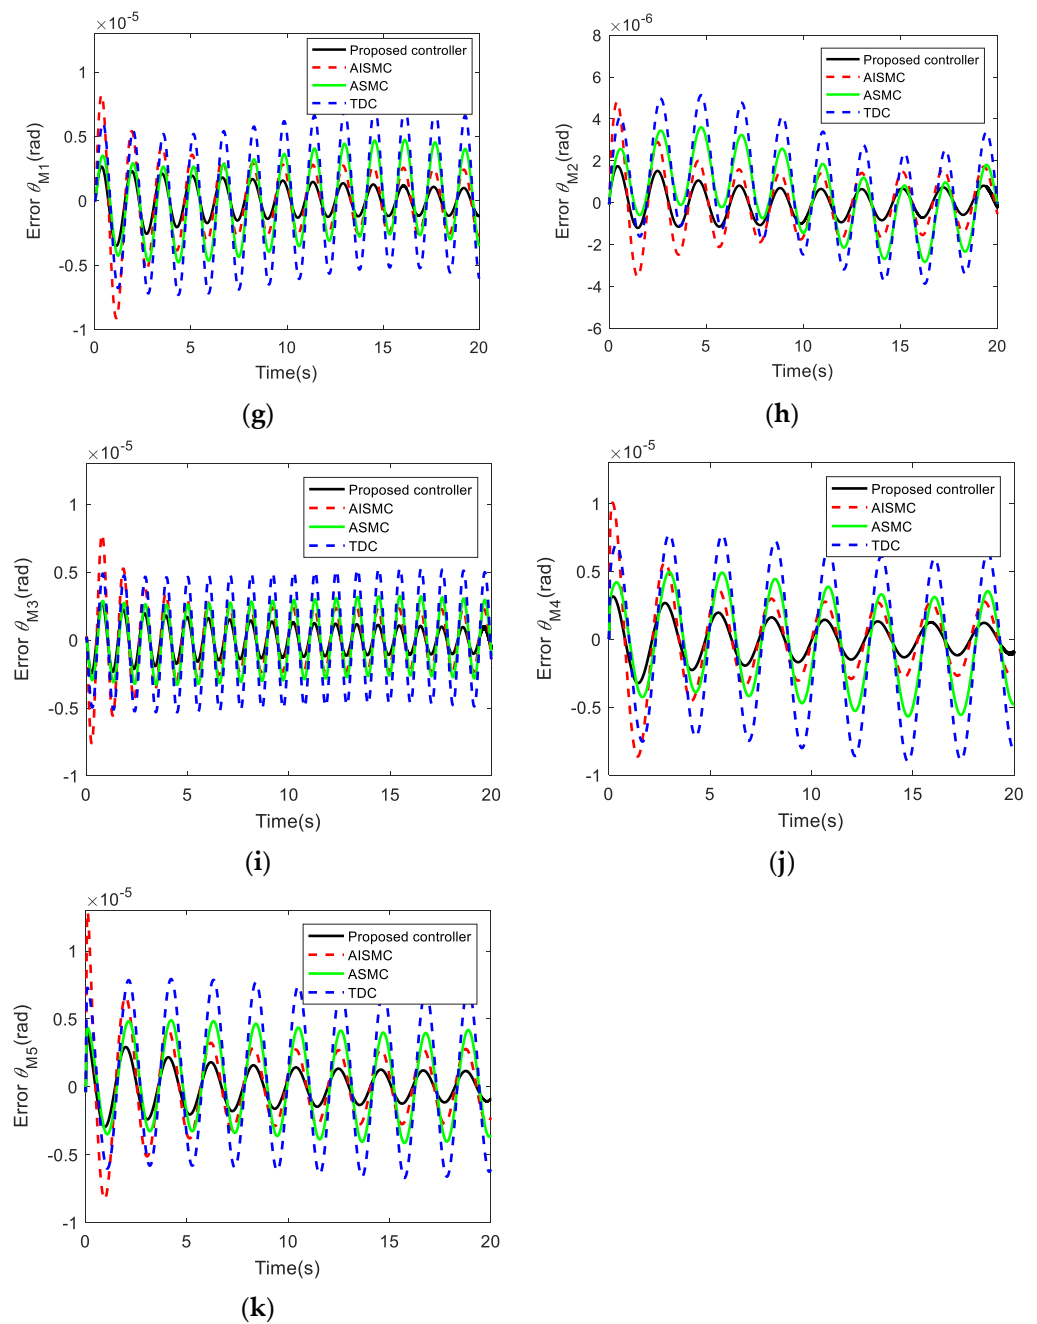 ×10⁻⁵
Error θM1(rad)
1
0.5
0
-0.5
-1
Proposed controller
AISMC
ASMC
TDC
0 5 10 15 20
Time(s)
(g)
×10⁻⁶
Error θM2(rad)
8
6
4
2
0
-2
-4
-6
Proposed controller
AISMC
ASMC
TDC
0 5 10 15 20
Time(s)
(h)
×10⁻⁵
Error θM3(rad)
1
0.5
0
-0.5
-1
Proposed controller
AISMC
ASMC
TDC
0 5 10 15 20
Time(s)
(i)
×10⁻⁵
Error θM4(rad)
1
0.5
0
-0.5
-1
Proposed controller
AISMC
ASMC
TDC
0 5 10 15 20
Time(s)
(j)
×10⁻⁵
Error θM5(rad)
1
0.5
0
-0.5
-1
Proposed controller
AISMC
ASMC
TDC
0 5 10 15 20
Time(s)
(k)